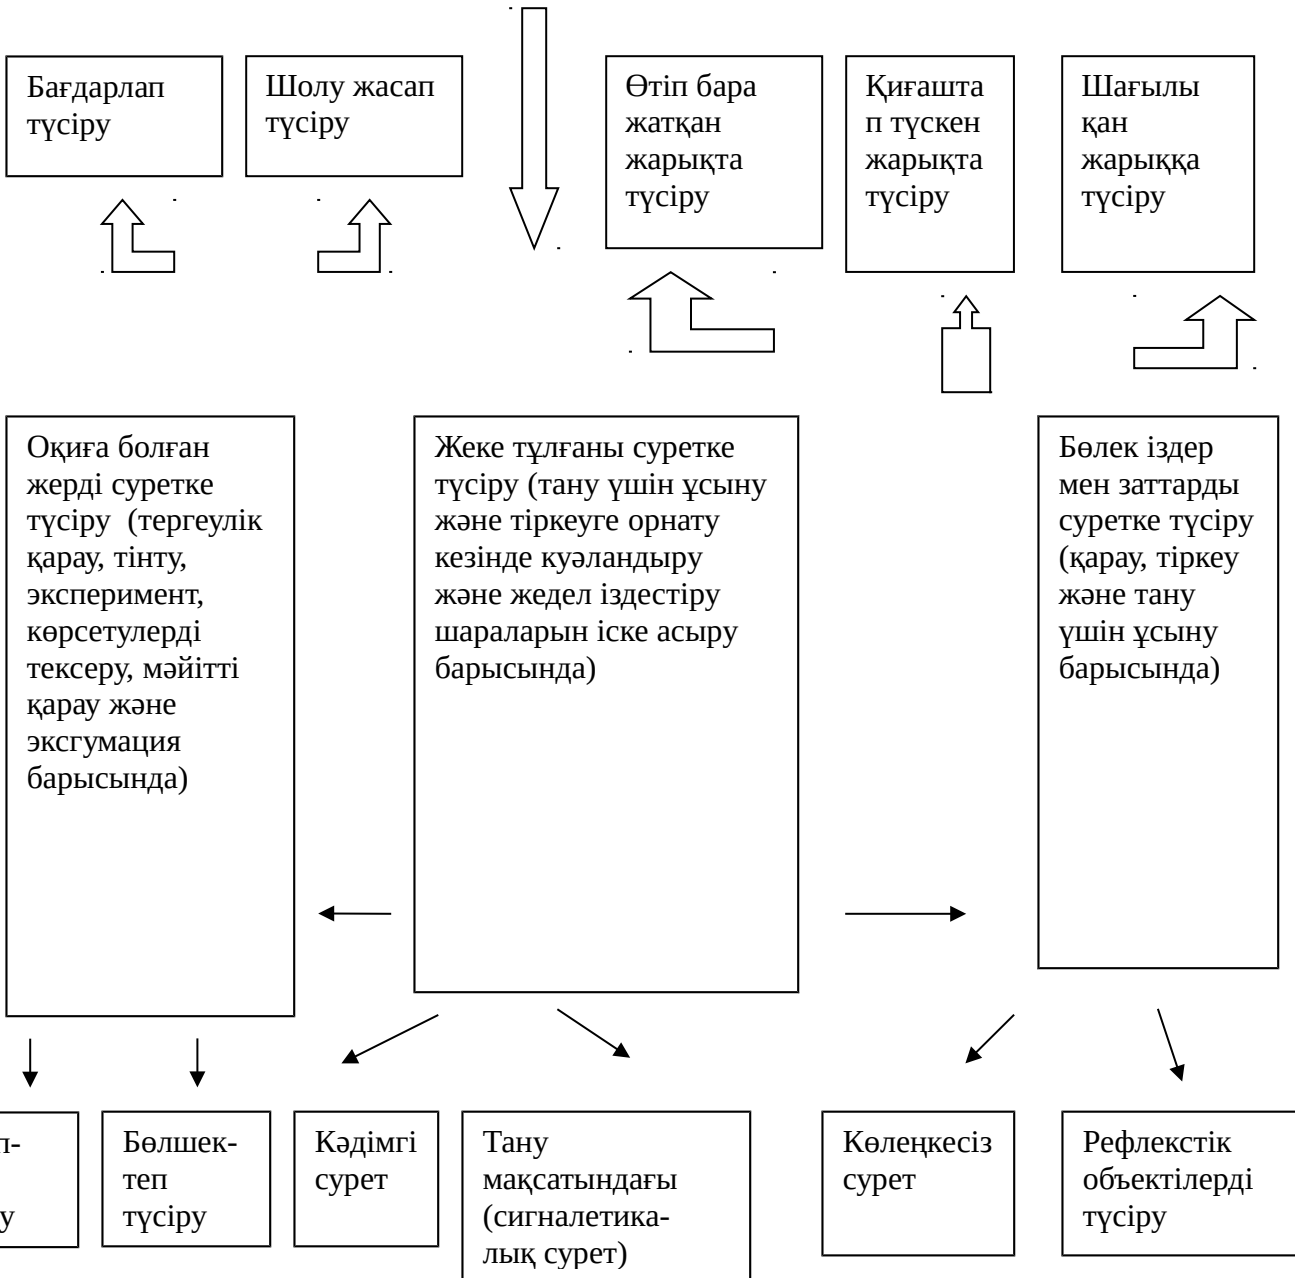 Бағдарлап
түсіру
Шолу жасап
түсіру
Өтіп бара
жатқан
жарықта
түсіру
Қиғашта
п түскен
жарықта
түсіру
Шағылы
қан
жарыққа
түсіру
Оқиға болған
жерді суретке
түсіру (тергеулік
қарау, тінту,
эксперимент,
көрсетулерді
тексеру, мәйітті
қарау және
эксгумация
барысында)
Жеке тұлғаны суретке
түсіру (тану үшін ұсыну
және тіркеуге орнату
кезінде куәландыру
және жедел іздестіру
шараларын іске асыру
барысында)
Бөлек іздер
мен заттарды
суретке түсіру
(қарау, тіркеу
және тану
үшін ұсыну
барысында)
Бөлшек-
теп
түсіру
Кәдімгі
сурет
Тану
мақсатындағы
(сигналетика-
лық сурет)
Көлеңкесіз
сурет
Рефлекстік
объектілерді
түсіру